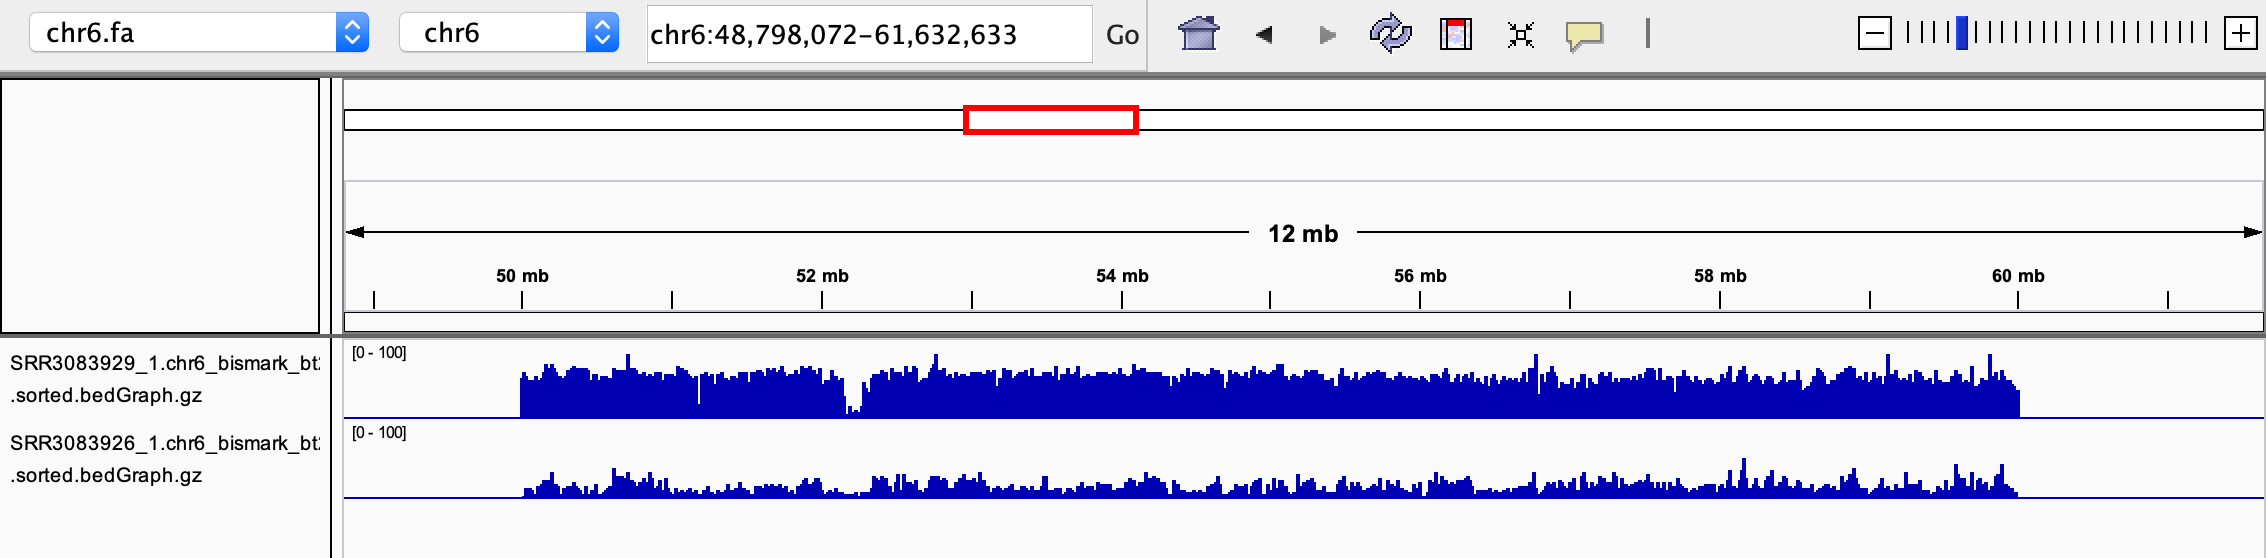 chr6.fa chr6 chr6:48,798,072-61,632,633 Go
12 mb
50 mb 52 mb 54 mb 56 mb 58 mb 60 mb
[0 - 100]
SRR3083929_1.chr6_bismark_bt
.sorted.bedGraph.gz
[0 - 100]
SRR3083926_1.chr6_bismark_bt
.sorted.bedGraph.gz